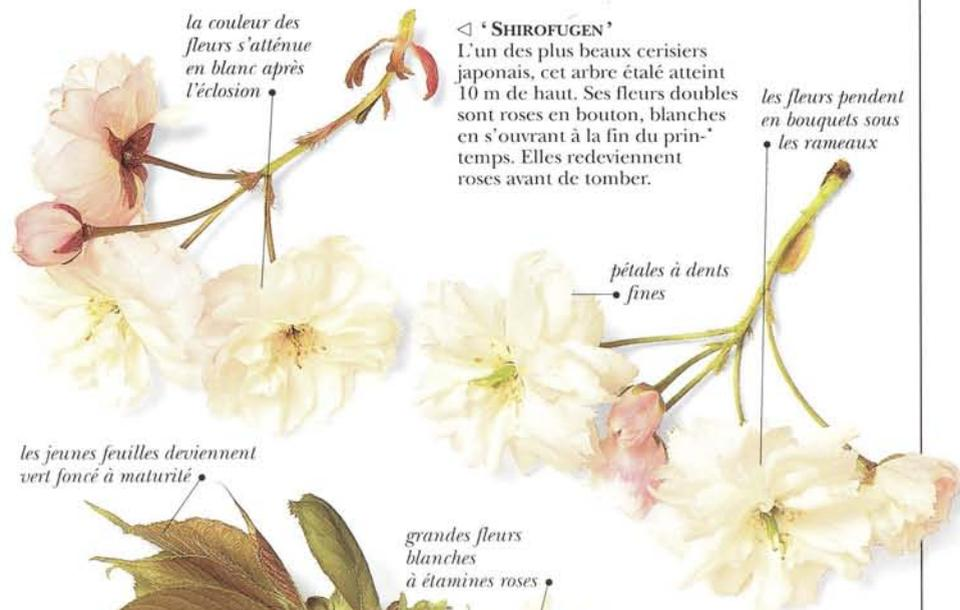 la couleur des
fleurs s'atténue
en blanc après
l'éclosion
◁ ‘SHIROFUGEN’
L'un des plus beaux cerisiers
japonais, cet arbre étalé atteint
10 m de haut. Ses fleurs doubles
sont roses en bouton, blanches
en s'ouvrant à la fin du prin-
temps. Elles redeviennent
roses avant de tomber.
les fleurs pendent
en bouquets sous
les rameaux
pétales à dents
fines
les jeunes feuilles deviennent
vert foncé à maturité
grandes fleurs
blanches
à étamines roses